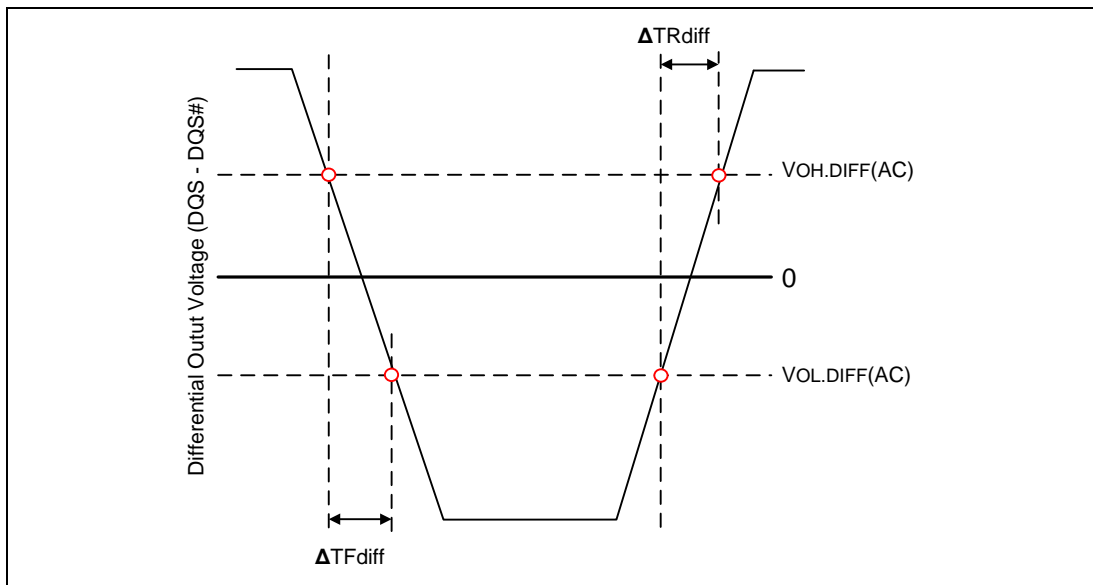 ΔTRdiff
Differential Outut Voltage (DQS - DQS#)
VOH.DIFF(AC)
0
VOL.DIFF(AC)
ΔTFdiff